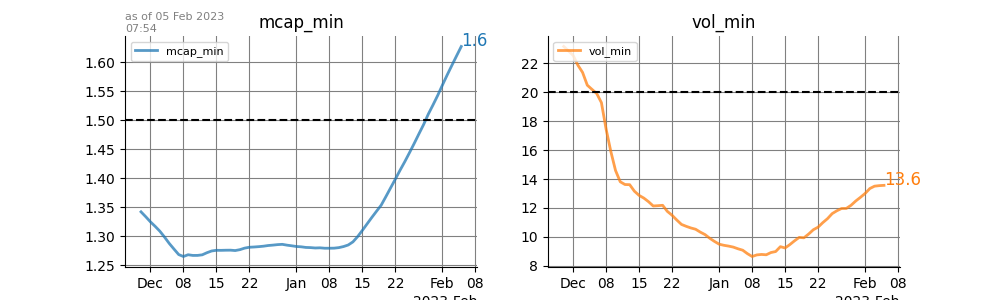 as of 05 Feb 2023
07:54
mcap_min
1.6
mcap_min
1.60
1.55
1.50
1.45
1.40
1.35
1.30
1.25
Dec 08 15 22 Jan 08 15 22 Feb 08
2023-Feb
vol_min
vol_min
22
20
18
16
14
12
10
8
13.6
Dec 08 15 22 Jan 08 15 22 Feb 08
2023-Feb